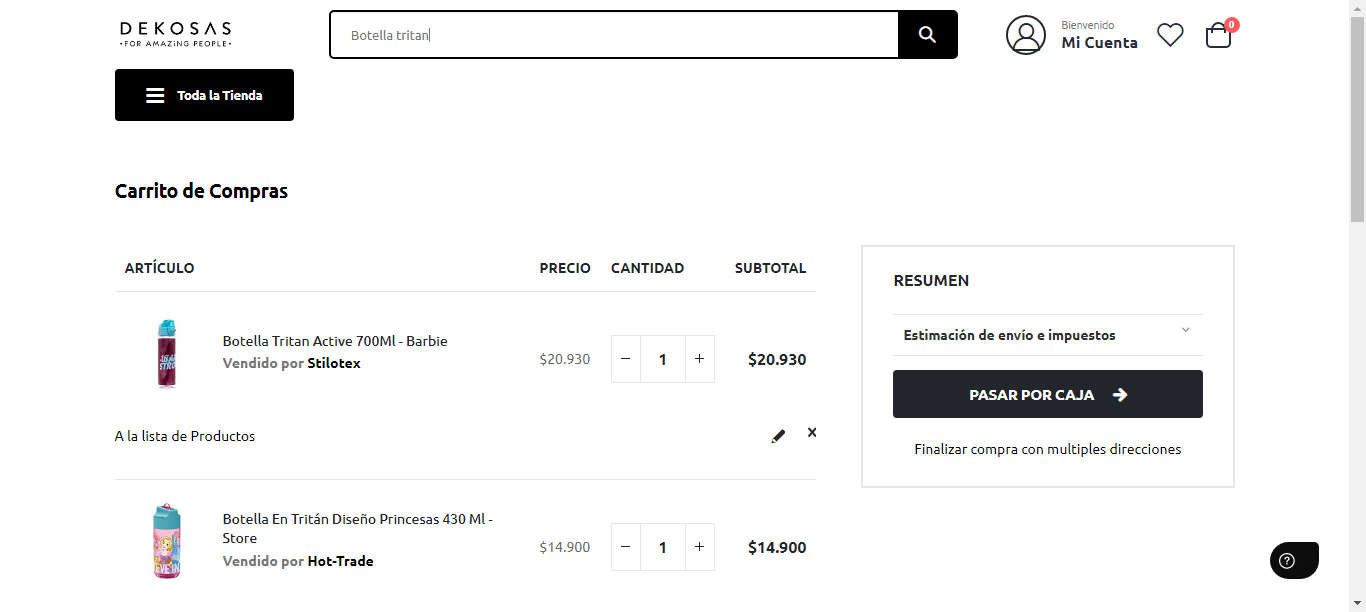 DEKOSAS
•FOR AMAZING PEOPLE•
Botella tritan
Bienvenido
Mi Cuenta
0
Toda la Tienda
Carrito de Compras
ARTÍCULO
PRECIO
CANTIDAD
SUBTOTAL
RESUMEN
Estimación de envío e impuestos
PASAR POR CAJA
Finalizar compra con multiples direcciones
Botella Tritan Active 700Ml - Barbie
Vendido por Stilotex
$20.930
− 1 +
$20.930
A la lista de Productos
Botella En Tritán Diseño Princesas 430 Ml -
Store
Vendido por Hot-Trade
$14.900
− 1 +
$14.900